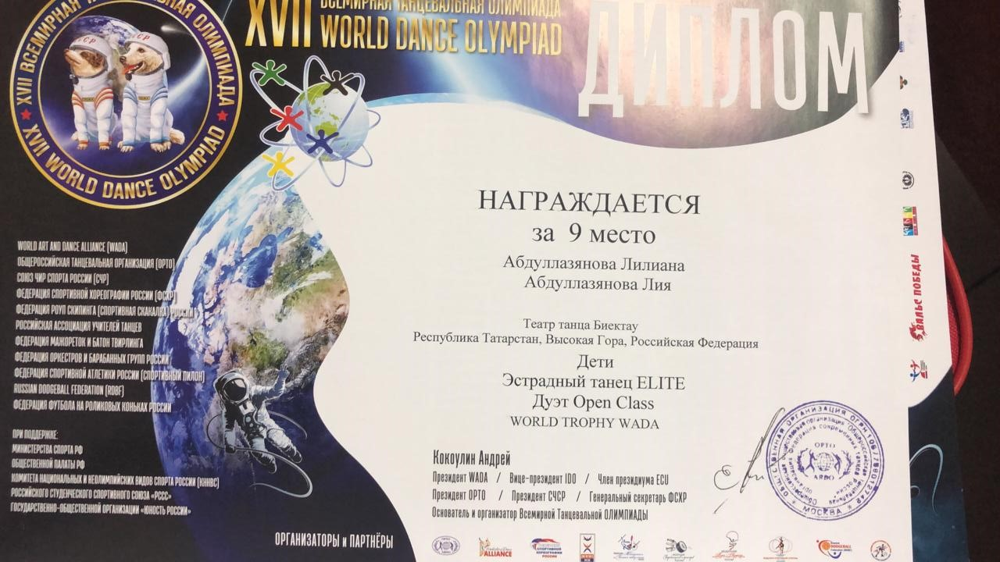 XVII ВСЕМИРНАЯ ТАНЦЕВАЛЬНАЯ ОЛИМПИАДА
XVII WORLD DANCE OLYMPIAD
ВСЕМИРНАЯ ТАНЦЕВАЛЬНАЯ ОЛИМПИАДА
XVII WORLD DANCE OLYMPIAD
ДИПЛОМ
НАГРАЖДАЕТСЯ
за 9 место
Абдуллазянова Лилиана
Абдуллазянова Лия
Театр танца Биектау
Республика Татарстан, Высокая Гора, Российская Федерация
Дети
Эстрадный танец ELITE
Дуэт Open Class
WORLD TROPHY WADA
WORLD ART AND DANCE ALLIANCE (WADA)
ОБЩЕРОССИЙСКАЯ ТАНЦЕВАЛЬНАЯ ОРГАНИЗАЦИЯ (ОРТО)
СОЮЗ ЧИР СПОРТА РОССИИ (СЧР)
ФЕДЕРАЦИЯ СПОРТИВНОЙ ХОРЕОГРАФИИ РОССИИ (ФСХР)
ФЕДЕРАЦИЯ РОУП СКИПИНГА (СПОРТИВНАЯ СКАКАЛКА) РОССИИ
РОССИЙСКАЯ АССОЦИАЦИЯ УЧИТЕЛЕЙ ТАНЦЕВ
ФЕДЕРАЦИЯ МАЖОРЕТОК И БАТОН ТВИРЛИНГА
ФЕДЕРАЦИЯ ОРКЕСТРОВ И БАРАБАННЫХ ГРУПП РОССИИ
ФЕДЕРАЦИЯ СПОРТИВНОЙ АТЛЕТИКИ РОССИИ (СПОРТИВНЫЙ ПИЛОН)
RUSSIAN DODGEBALL FEDERATION (RDBF)
ФЕДЕРАЦИЯ ФУТБОЛА НА РОЛИКОВЫХ КОНЬКАХ РОССИИ
ПРИ ПОДДЕРЖКЕ:
МИНИСТЕРСТВА СПОРТА РФ
ОБЩЕСТВЕННОЙ ПАЛАТЫ РФ
КОМИТЕТА НАЦИОНАЛЬНЫХ И НЕОЛИМПИЙСКИХ ВИДОВ СПОРТА РОССИИ (КННВС)
РОССИЙСКОГО СТУДЕНЧЕСКОГО СПОРТИВНОГО СОЮЗА «РССС»
ГОСУДАРСТВЕННО-ОБЩЕСТВЕННОЙ ОРГАНИЗАЦИИ «ЮНОСТЬ РОССИИ»
Кокоулин Андрей
Президент WADA / Вице-президент IDO / Член президиума ECU
Президент ОРТО / Президент СЧСР / Генеральный секретарь ФСХР
Основатель и организатор Всемирной Танцевальной ОЛИМПИАДЫ
ОРТО
ARDO
МОСКВА
ВАЛЬС ПОБЕДЫ
ОРГАНИЗАТОРЫ и ПАРТНЁРЫ
ALLIANCE